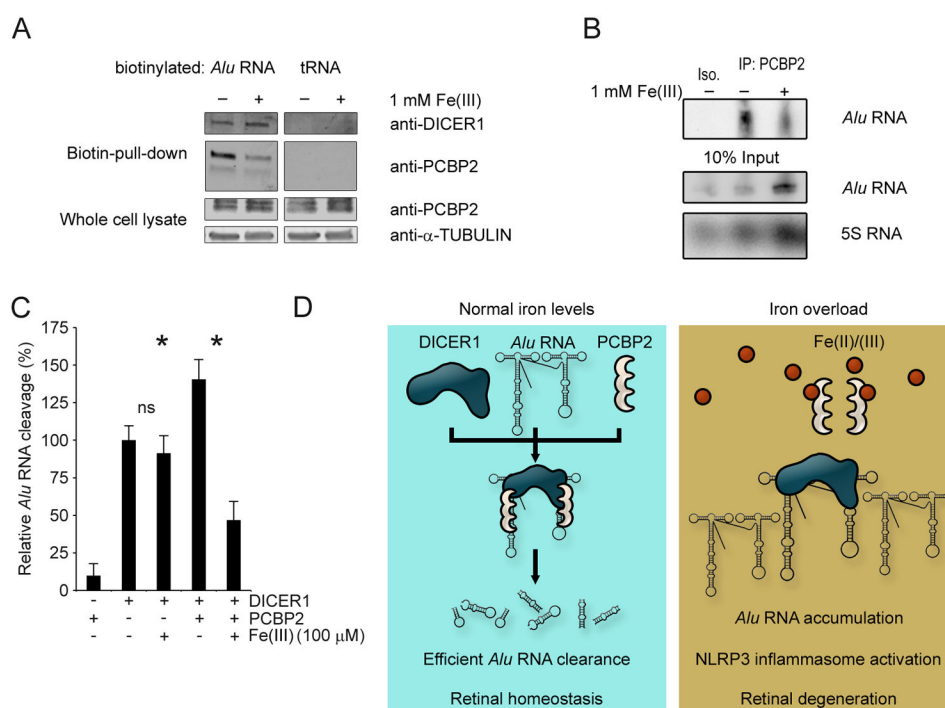 A
biotinylated: Alu RNA tRNA
– + – + 1 mM Fe(III)
anti-DICER1
Biotin-pull-down
anti-PCBP2
Whole cell lysate
anti-PCBP2
anti-α-TUBULIN
B
Iso. IP: PCBP2
1 mM Fe(III) – – +
Alu RNA
10% Input
Alu RNA
5S RNA
C
Relative Alu RNA cleavage (%)
175
150
125
100
75
50
25
0
ns * *
- + + + + DICER1
+ - - + + PCBP2
- - + - + Fe(III) (100 µM)
D
Normal iron levels
DICER1 Alu RNA PCBP2
Efficient Alu RNA clearance
Retinal homeostasis
Iron overload
Fe(II)/(III)
Alu RNA accumulation
NLRP3 inflammasome activation
Retinal degeneration